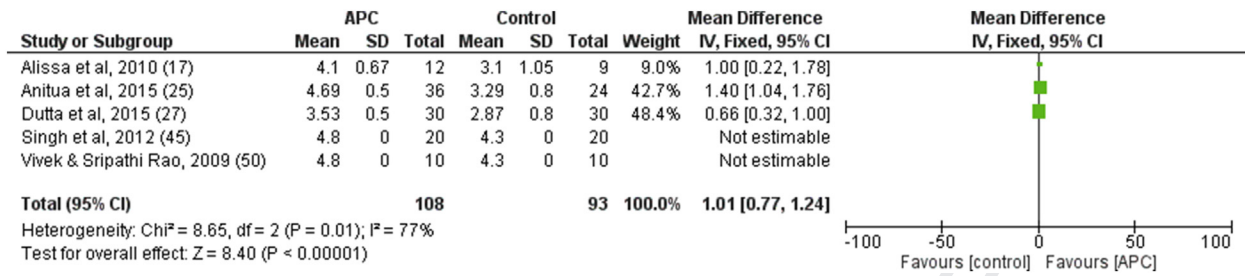 APC Control Mean Difference Mean Difference
Study or Subgroup Mean SD Total Mean SD Total Weight IV, Fixed, 95% CI IV, Fixed, 95% CI
Alissa et al, 2010 (17) 4.1 0.67 12 3.1 1.05 9 9.0% 1.00 [0.22, 1.78]
Anitua et al, 2015 (25) 4.69 0.5 36 3.29 0.8 24 42.7% 1.40 [1.04, 1.76]
Dutta et al, 2015 (27) 3.53 0.5 30 2.87 0.8 30 48.4% 0.66 [0.32, 1.00]
Singh et al, 2012 (45) 4.8 0 20 4.3 0 20 Not estimable
Vivek & Sripathi Rao, 2009 (50) 4.8 0 10 4.3 0 10 Not estimable
Total (95% CI) 108 93 100.0% 1.01 [0.77, 1.24]
Heterogeneity: Chi² = 8.65, df = 2 (P = 0.01); I² = 77%
Test for overall effect: Z = 8.40 (P < 0.00001)
-100 -50 0 50 100
Favours [control] Favours [APC]